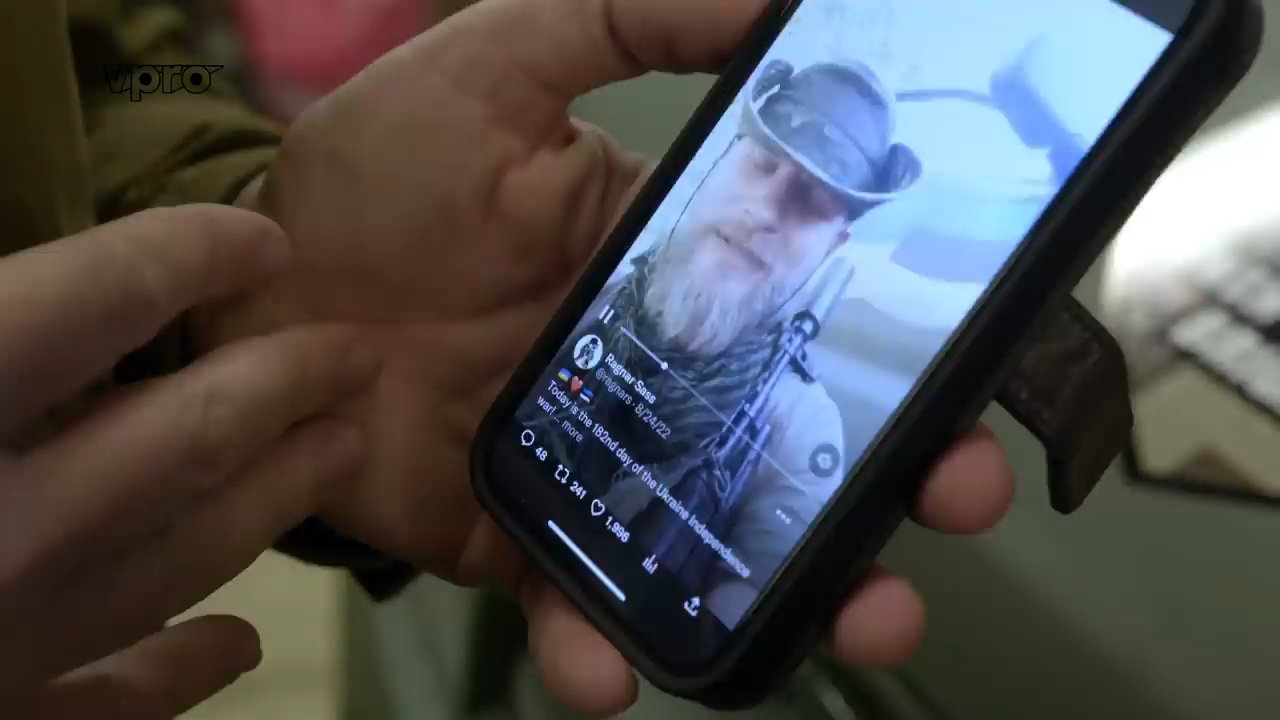 vpro
Ragnar Sass
@ragnars · 8/24/22
🇺🇦❤️🇪🇪
Today is the 182nd day of the Ukraine Independence
war!... more
48
241
1,996